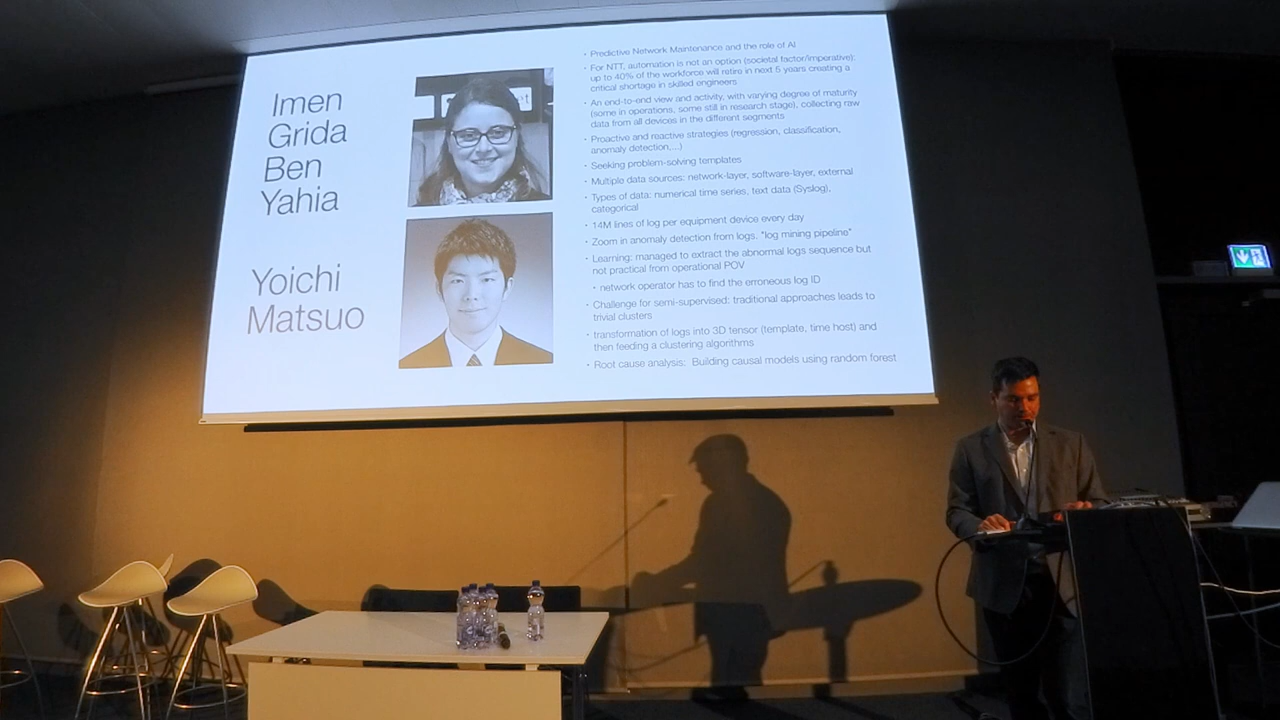 Imen
Grida
Ben
Yahia
Yoichi
Matsuo
• Predictive Network Maintenance and the role of AI
• For NTT, automation is not an option (societal factor/imperative):
up to 40% of the workforce will retire in next 5 years creating a
critical shortage in skilled engineers
• An end-to-end view and activity, with varying degree of maturity
(some in operations, some still in research stage), collecting raw
data from all devices in the different segments
• Proactive and reactive strategies (regression, classification,
anomaly detection,...)
• Seeking problem-solving templates
• Multiple data sources: network-layer, software-layer, external
• Types of data: numerical time series, text data (Syslog),
categorical
• 14M lines of log per equipment device every day
• Zoom in anomaly detection from logs. "log mining pipeline"
• Learning: managed to extract the abnormal logs sequence but
not practical from operational POV
• network operator has to find the erroneous log ID
• Challenge for semi-supervised: traditional approaches leads to
trivial clusters
• transformation of logs into 3D tensor (template, time host) and
then feeding a clustering algorithms
• Root cause analysis: Building causal models using random forest